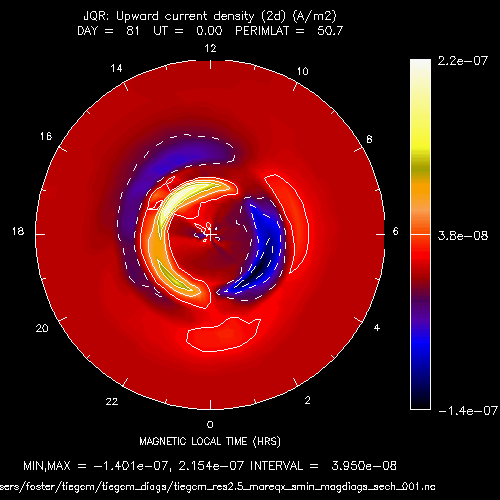 JQR: Upward current density (2d) (A/m2)
DAY = 81 UT = 0.00 PERIMLAT = 50.7
12
14
10
2.2e-07
16
8
18
6
3.8e-08
20
4
22
2
-1.4e-07
0
MAGNETIC LOCAL TIME (HRS)
MIN,MAX = -1.401e-07, 2.154e-07 INTERVAL = 3.950e-08
sers/foster/tiegcm/tiegcm_diags/tiegcm_res2.5_mareqx_smin_magdiags_sech_001.nc